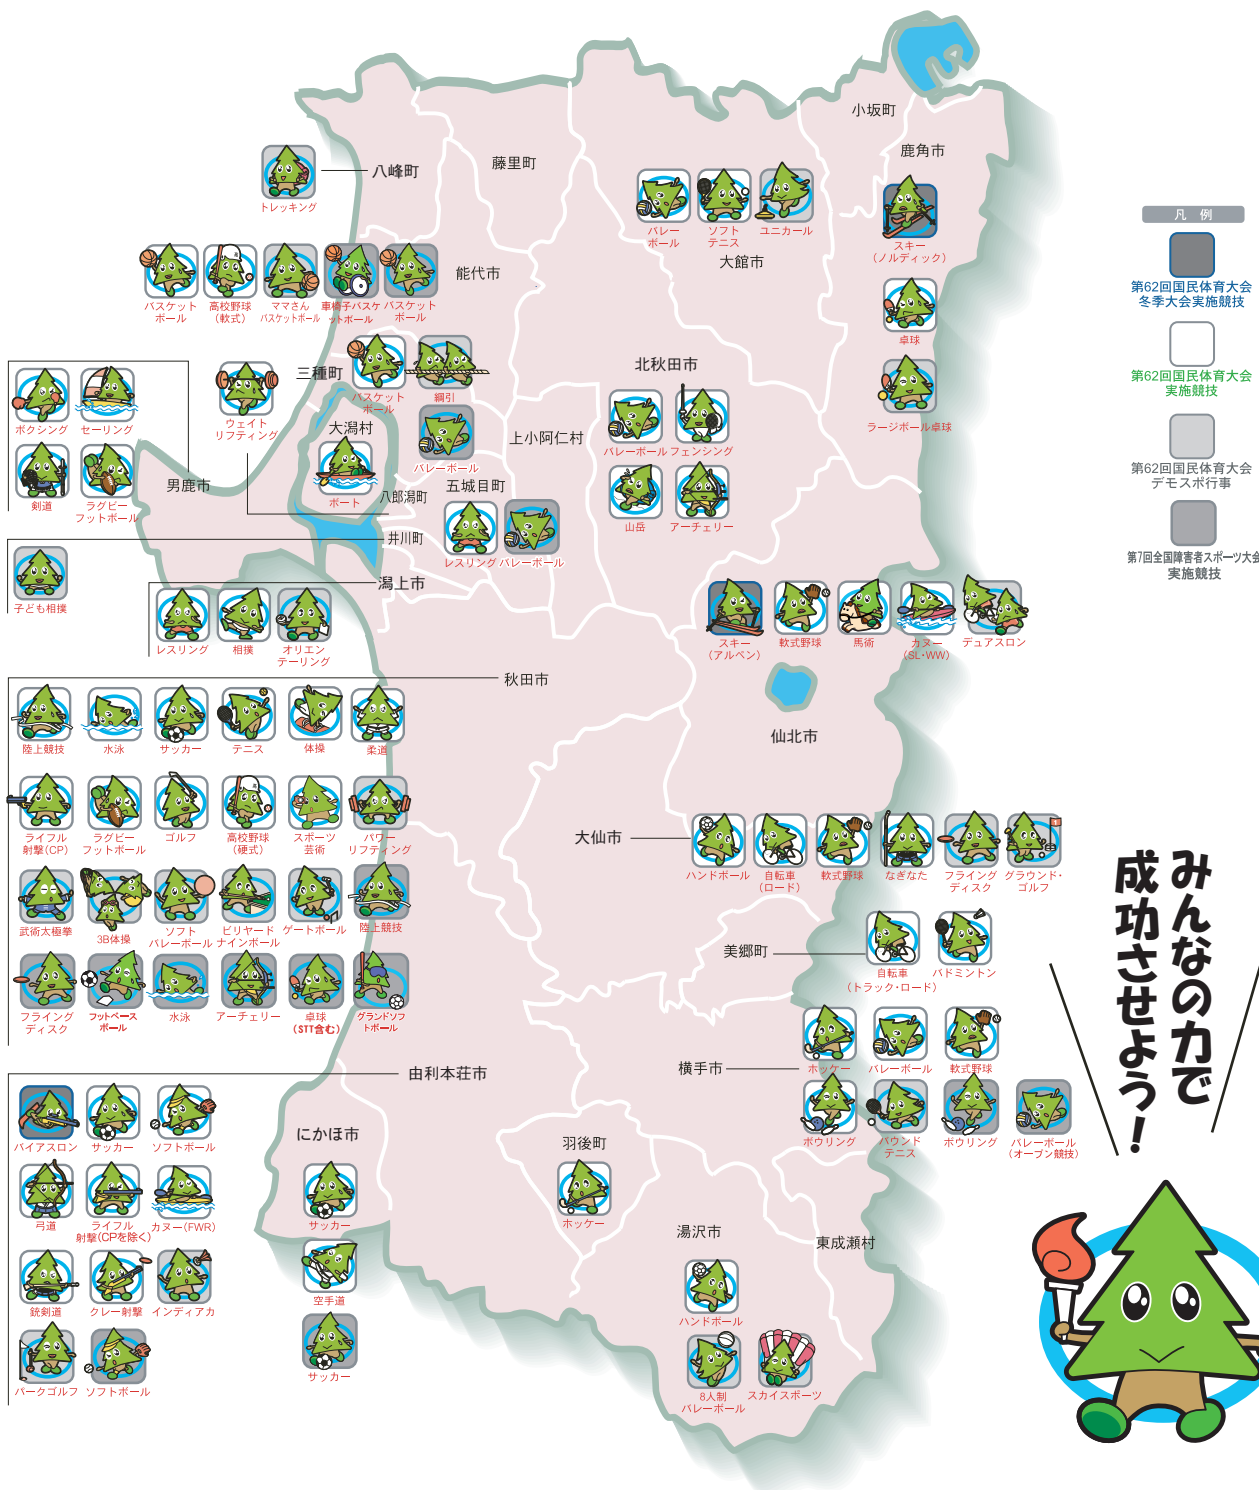 小坂町
鹿角市
藤里町
八峰町
トレッキング
バレー
ボール
ソフト
テニス
ユニカール
大館市
スキー
(ノルディック)
卓球
ラージボール卓球
凡 例
第62回国民体育大会
冬季大会実施競技
第62回国民体育大会
実施競技
第62回国民体育大会
デモスポ行事
第7回全国障害者スポーツ大会
実施競技
能代市
バスケット
ボール
高校野球
(軟式)
ママさん
バスケットボール
車椅子バスケ
ットボール
バスケット
ボール
三種町
バスケット
ボール
綱引
バレーボール
北秋田市
バレーボール
フェンシング
山岳
アーチェリー
ボクシング
セーリング
剣道
ラグビー
フットボール
男鹿市
ウェイト
リフティング
大潟村
ボート
上小阿仁村
八郎潟町
五城目町
レスリング
バレーボール
井川町
子ども相撲
潟上市
レスリング
相撲
オリエン
テーリング
スキー
(アルペン)
軟式野球
馬術
カヌー
(SL・WW)
デュアスロン
仙北市
秋田市
陸上競技
水泳
サッカー
テニス
体操
柔道
ライフル
射撃(CP)
ラグビー
フットボール
ゴルフ
高校野球
(硬式)
スポーツ
芸術
パワー
リフティング
武術太極拳
3B体操
ソフト
バレーボール
ビリヤード
ナインボール
ゲートボール
陸上競技
フライング
ディスク
フットベース
ボール
水泳
アーチェリー
卓球
(STT含む)
グランドソフ
トボール
大仙市
ハンドボール
自転車
(ロード)
軟式野球
なぎなた
フライング
ディスク
グラウンド・
ゴルフ
美郷町
自転車
(トラック・ロード)
バドミントン
横手市
ホッケー
バレーボール
軟式野球
ボウリング
バウンド
テニス
ボウリング
バレーボール
(オープン競技)
由利本荘市
バイアスロン
サッカー
ソフトボール
弓道
ライフル
射撃(CPを除く)
カヌー(FWR)
銃剣道
クレー射撃
インディアカ
パークゴルフ
ソフトボール
にかほ市
サッカー
空手道
サッカー
羽後町
ホッケー
湯沢市
ハンドボール
8人制
バレーボール
スカイスポーツ
東成瀬村
みんなの力で
成功させよう!